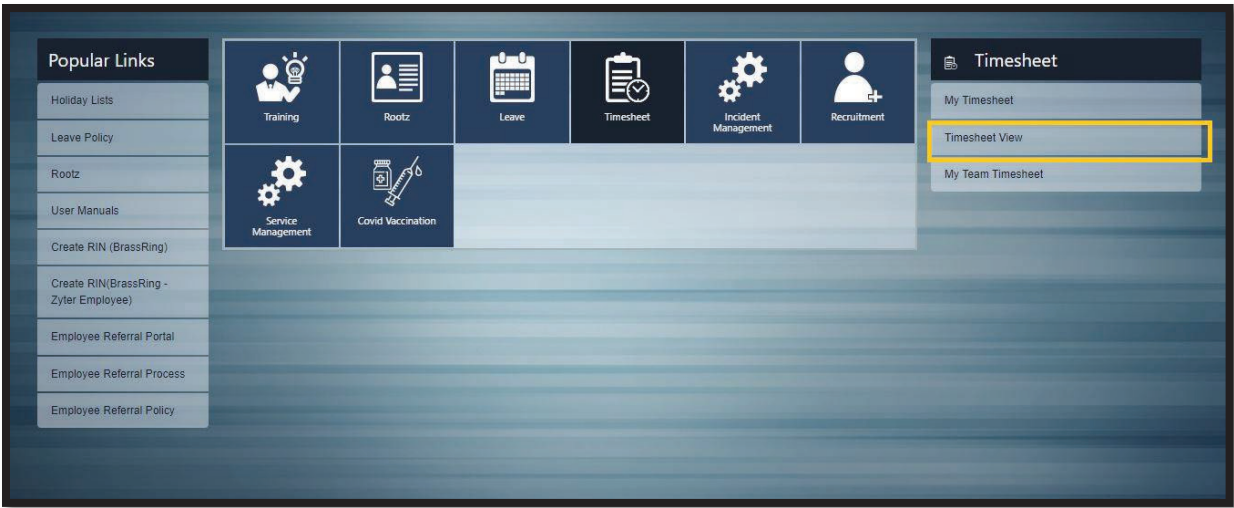 Popular Links
Holiday Lists
Leave Policy
Rootz
User Manuals
Create RIN (BrassRing)
Create RIN(BrassRing -
Zyter Employee)
Employee Referral Portal
Employee Referral Process
Employee Referral Policy
Training
Rootz
Leave
Timesheet
Incident
Management
Recruitment
Service
Management
Covid Vaccination
Timesheet
My Timesheet
Timesheet View
My Team Timesheet